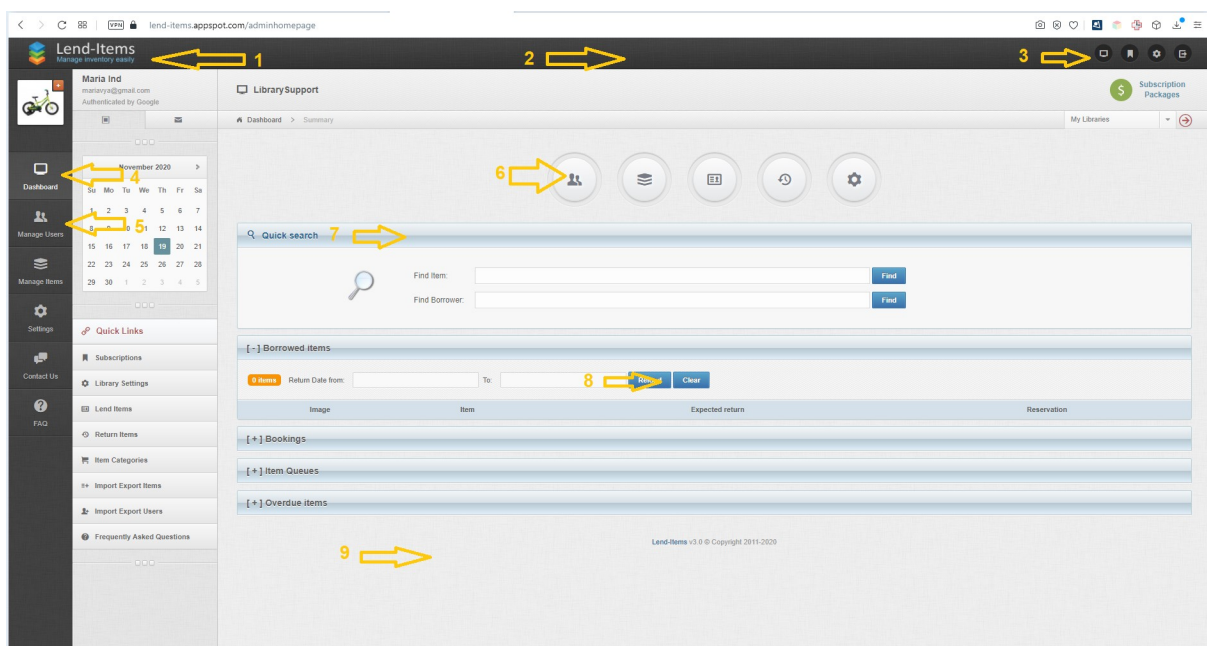 VPN lend-items.appspot.com/adminhomepage
Lend-Items
Manage inventory easily
1
2
3
Maria Ind
mariavya@gmail.com
Authenticated by Google
LibrarySupport
$ Subscription Packages
Dashboard > Summary
My Libraries
Dashboard
4
November 2020 >
Su Mo Tu We Th Fr Sa
1 2 3 4 5 6 7
8 9 10 11 12 13 14
15 16 17 18 19 20 21
22 23 24 25 26 27 28
29 30 1 2 3 4 5
Manage Users
5
Manage Items
Settings
Contact Us
FAQ
Quick Links
Subscriptions
Library Settings
Lend Items
Return Items
Item Categories
Import Export Items
Import Export Users
Frequently Asked Questions
6
Quick search 7
Find Item: Find
Find Borrower: Find
[ - ] Borrowed items
0 items Return Date from: To: 8 Reload Clear
Image Item Expected return Reservation
[ + ] Bookings
[ + ] Item Queues
[ + ] Overdue items
Lend-Items v3.0 © Copyright 2011-2020
9